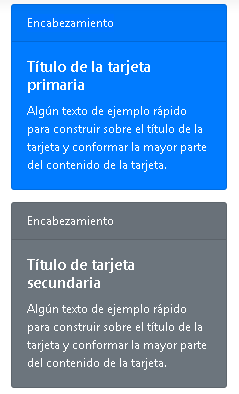 Encabezamiento
Título de la tarjeta
primaria
Algún texto de ejemplo rápido
para construir sobre el título de la
tarjeta y conformar la mayor parte
del contenido de la tarjeta.
Encabezamiento
Título de tarjeta
secundaria
Algún texto de ejemplo rápido
para construir sobre el título de la
tarjeta y conformar la mayor parte
del contenido de la tarjeta.